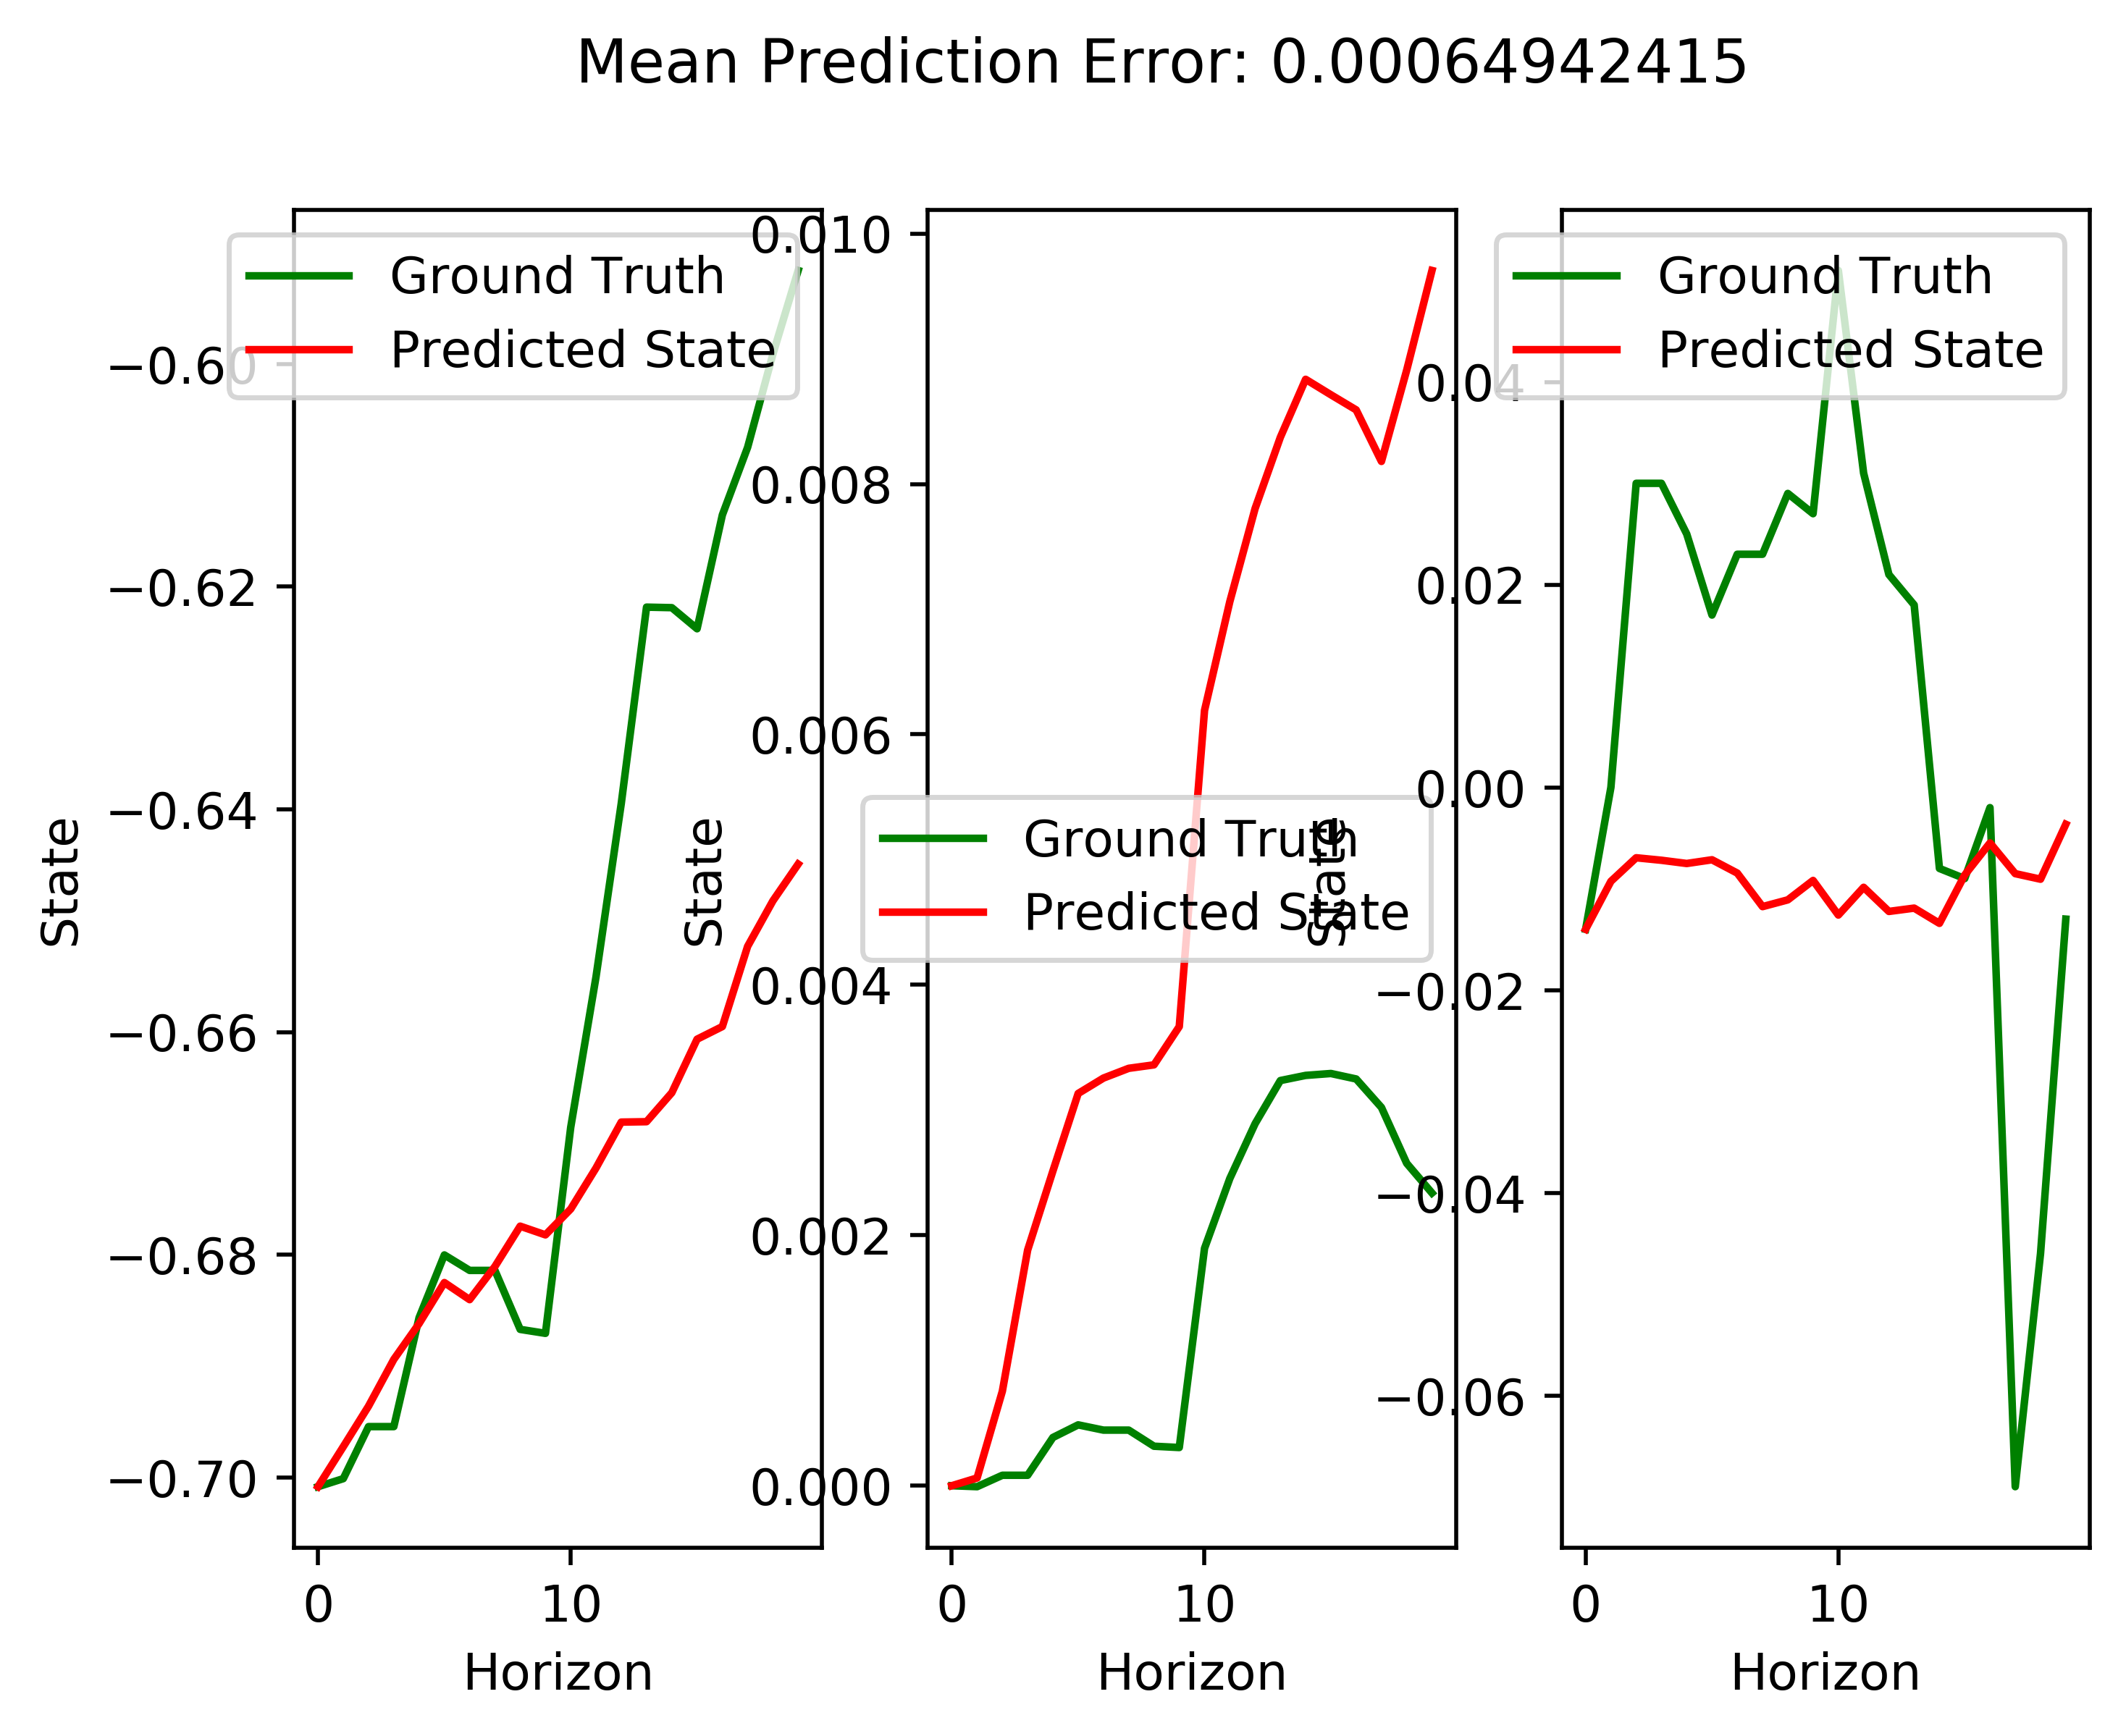 Mean Prediction Error: 0.00064942415
Ground Truth
Predicted State
−0.60
−0.62
−0.64
−0.66
−0.68
−0.70
State
0
10
Horizon
0.010
0.008
0.006
0.004
0.002
0.000
Ground Truth
Predicted State
State
0
10
Horizon
Ground Truth
Predicted State
0.04
0.02
0.00
−0.02
−0.04
−0.06
State
0
10
Horizon